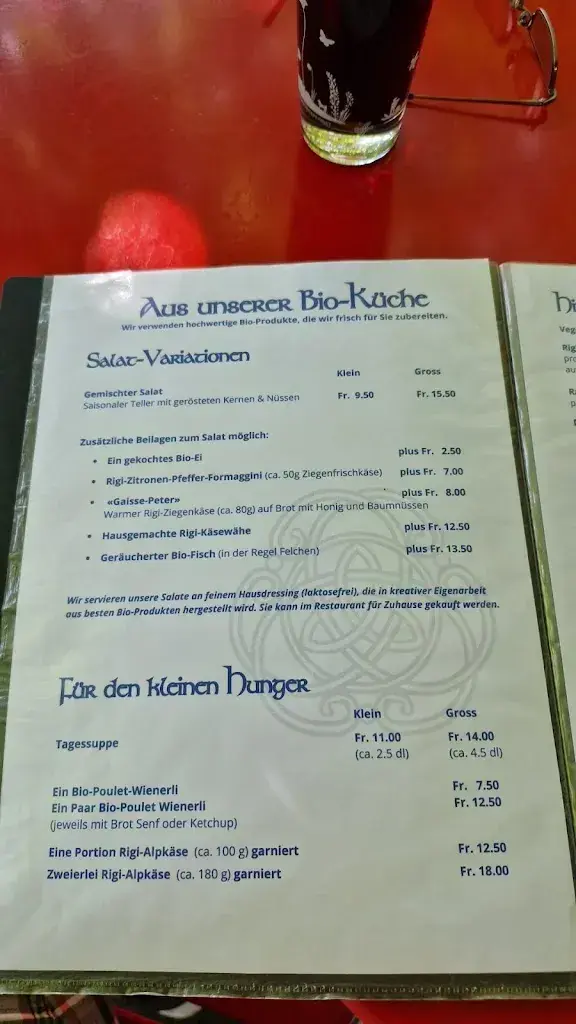 Aus unserer Bio-Küche
Wir verwenden hochwertige Bio-Produkte, die wir frisch für Sie zubereiten.
Salat-Variationen
Klein Gross
Gemischter Salat
Saisonaler Teller mit gerösteten Kernen & Nüssen Fr. 9.50 Fr. 15.50
Zusätzliche Beilagen zum Salat möglich:
• Ein gekochtes Bio-Ei plus Fr. 2.50
• Rigi-Zitronen-Pfeffer-Formaggini (ca. 50g Ziegenfrischkäse) plus Fr. 7.00
• «Gaisse-Peter» plus Fr. 8.00
Warmer Rigi-Ziegenkäse (ca. 80g) auf Brot mit Honig und Baumnüssen
• Hausgemachte Rigi-Käsewähe plus Fr. 12.50
• Geräucherter Bio-Fisch (in der Regel Felchen) plus Fr. 13.50
Wir servieren unsere Salate an feinem Hausdressing (laktosefrei), die in kreativer Eigenarbeit
aus besten Bio-Produkten hergestellt wird. Sie kann im Restaurant für Zuhause gekauft werden.
Für den kleinen Hunger
Klein Gross
Tagessuppe Fr. 11.00 Fr. 14.00
(ca. 2.5 dl) (ca. 4.5 dl)
Ein Bio-Poulet-Wienerli Fr. 7.50
Ein Paar Bio-Poulet Wienerli Fr. 12.50
(jeweils mit Brot Senf oder Ketchup)
Eine Portion Rigi-Alpkäse (ca. 100 g) garniert Fr. 12.50
Zweierlei Rigi-Alpkäse (ca. 180 g) garniert Fr. 18.00